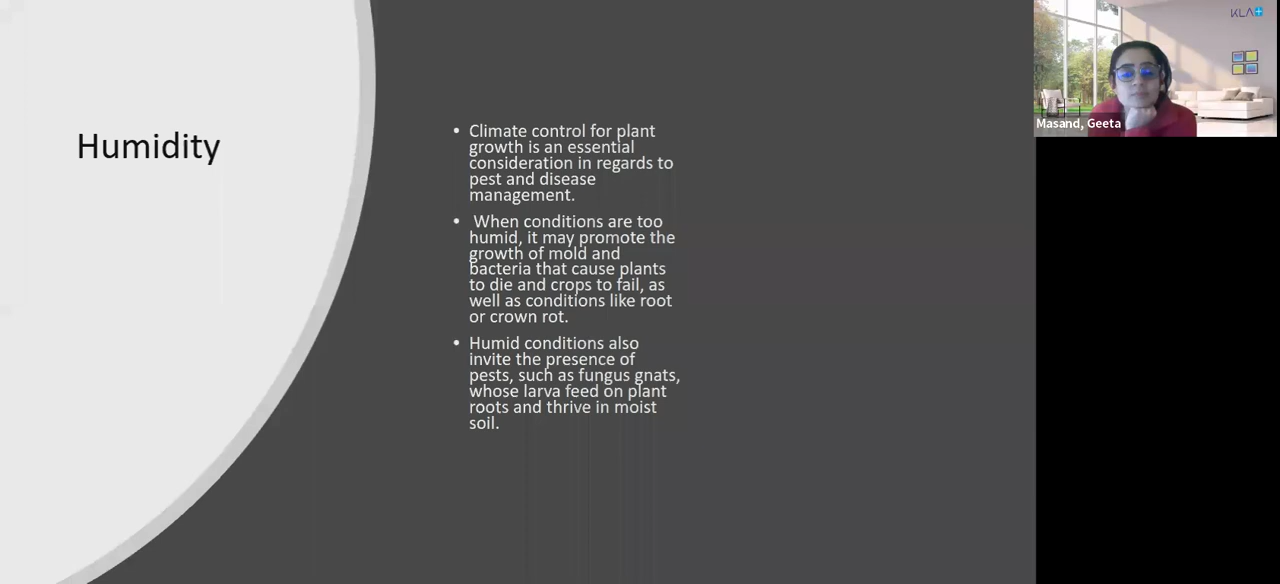 Humidity
• Climate control for plant
growth is an essential
consideration in regards to
pest and disease
management.
• When conditions are too
humid, it may promote the
growth of mold and
bacteria that cause plants
to die and crops to fail, as
well as conditions like root
or crown rot.
• Humid conditions also
invite the presence of
pests, such as fungus gnats,
whose larva feed on plant
roots and thrive in moist
soil.
KLA+
Masand, Geeta